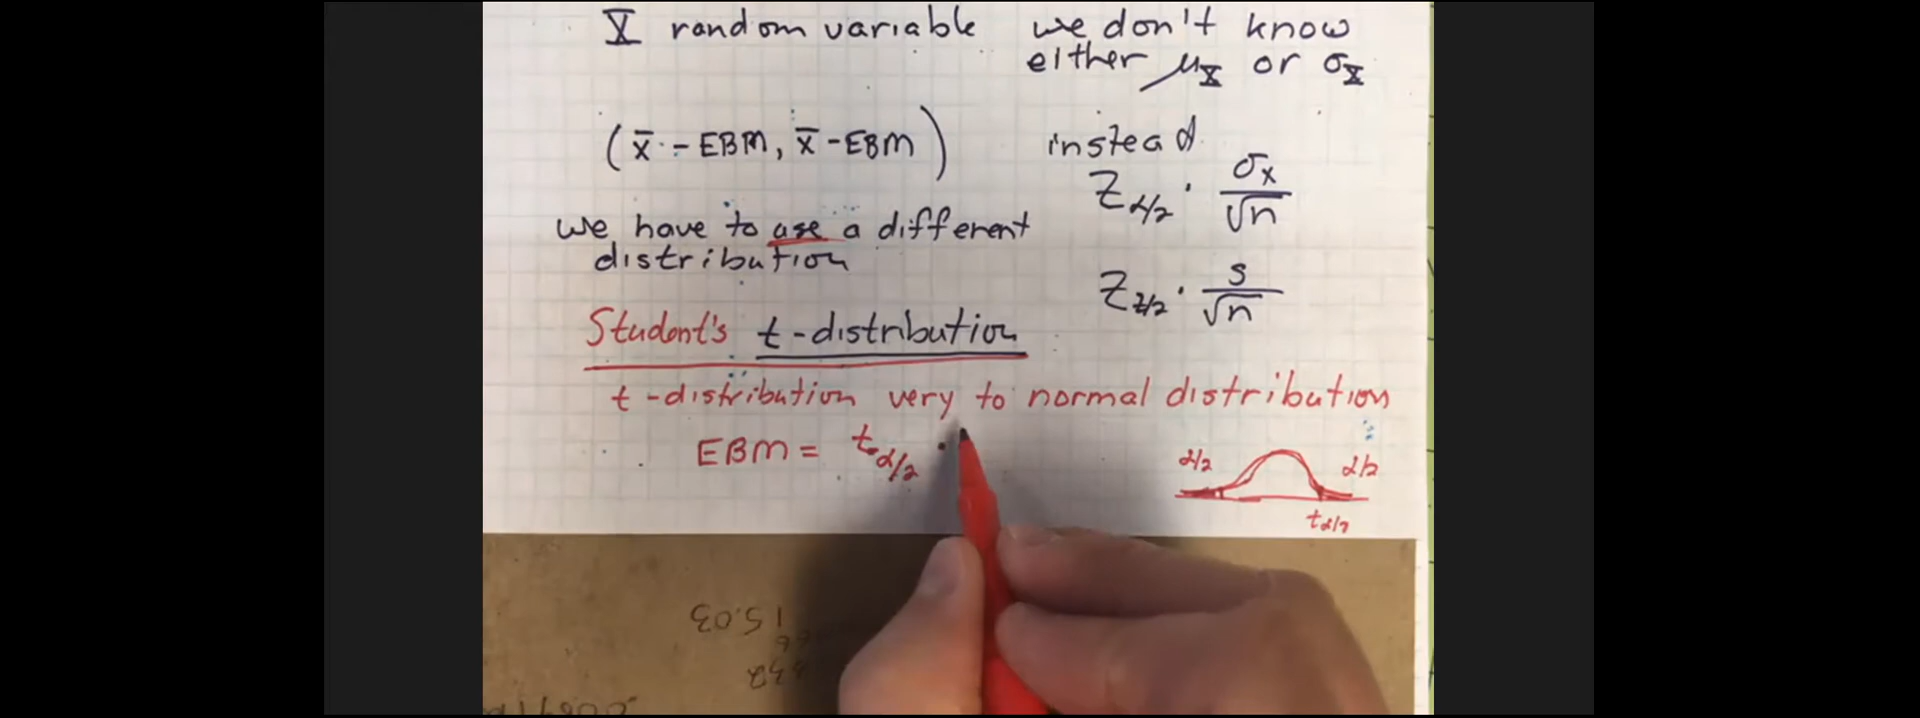 X random variable we don't know
either μX or σX
(x̄ - EBM, x̄ - EBM) instead
Zα/2 · σx/√n
we have to use a different
distribution
Z2/2 · s/√n
Student's t-distribution
t-distribution very to normal distribution
EBM = tα/2 ·
α/2 α/2
tα/2
15.03